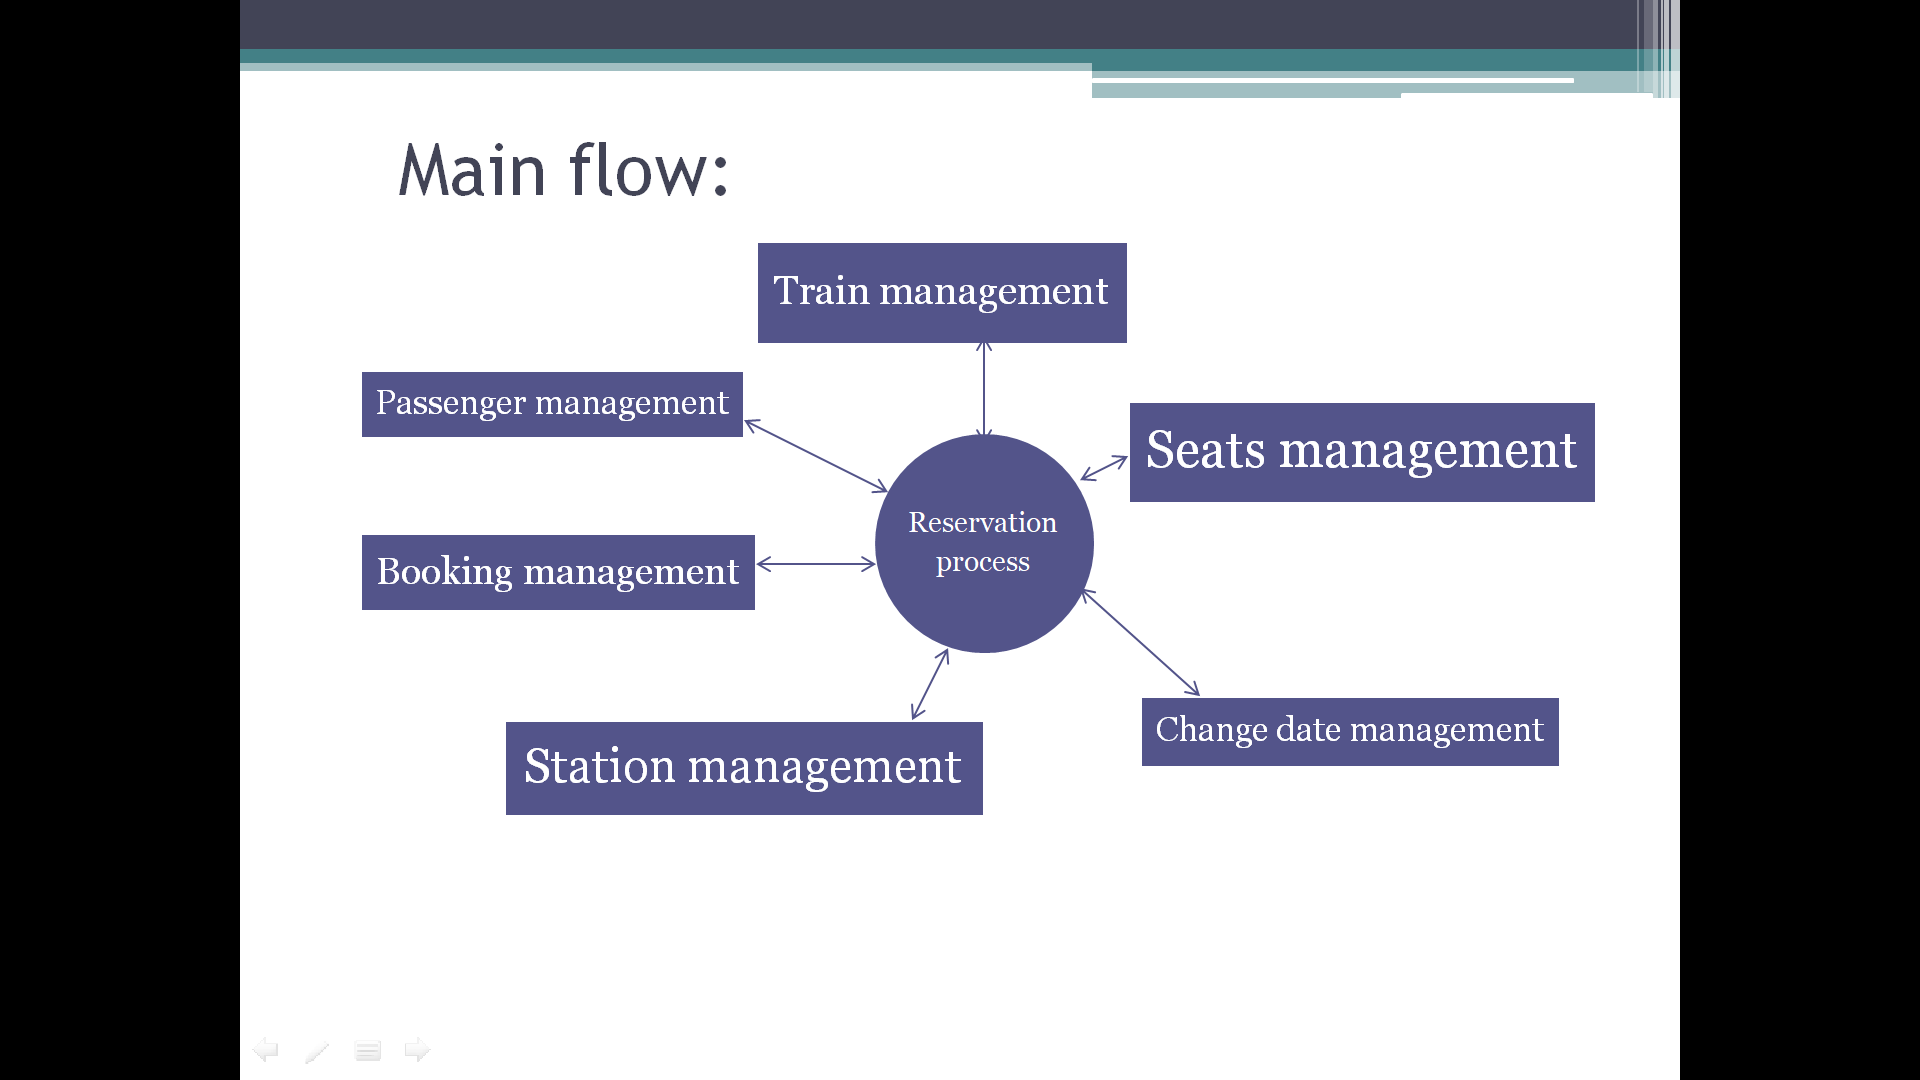 Main flow:
Train management
Passenger management
Seats management
Reservation
process
Booking management
Change date management
Station management